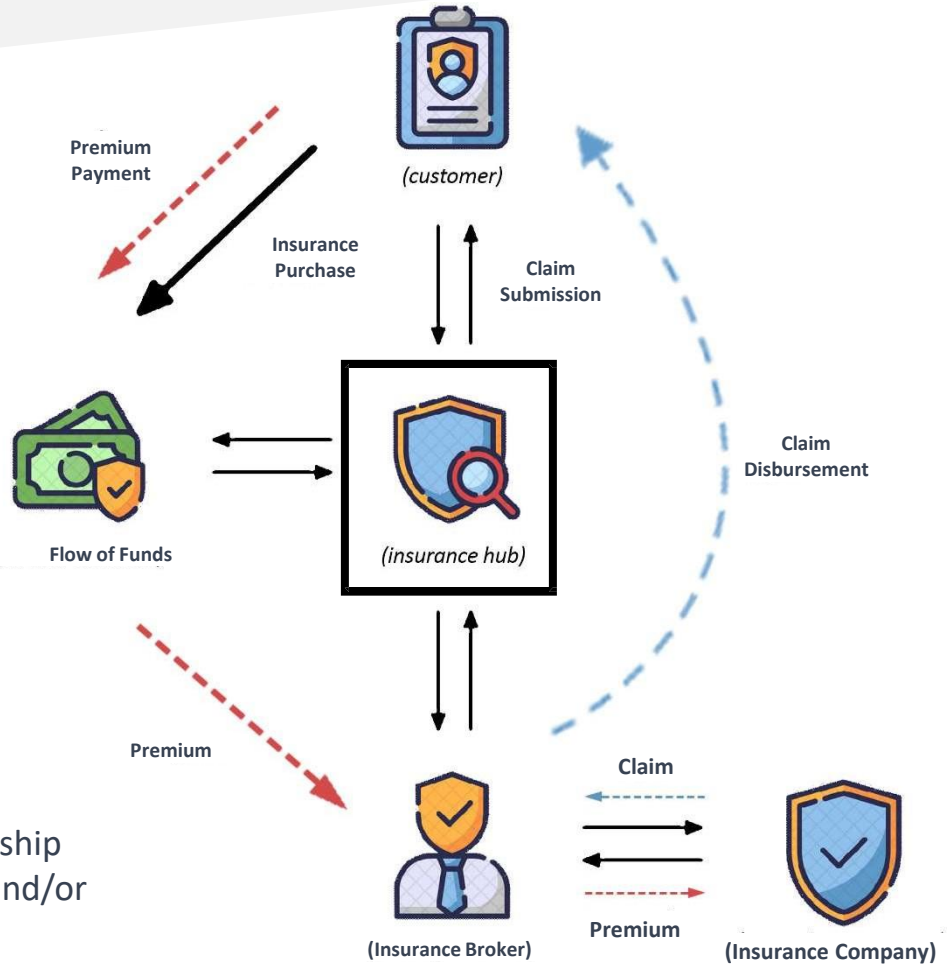 (customer)
Premium
Payment
Insurance
Purchase
Claim
Submission
Claim
Disbursement
Flow of Funds
(insurance hub)
Premium
Claim
ship
nd/or
Premium
(Insurance Broker)
(Insurance Company)